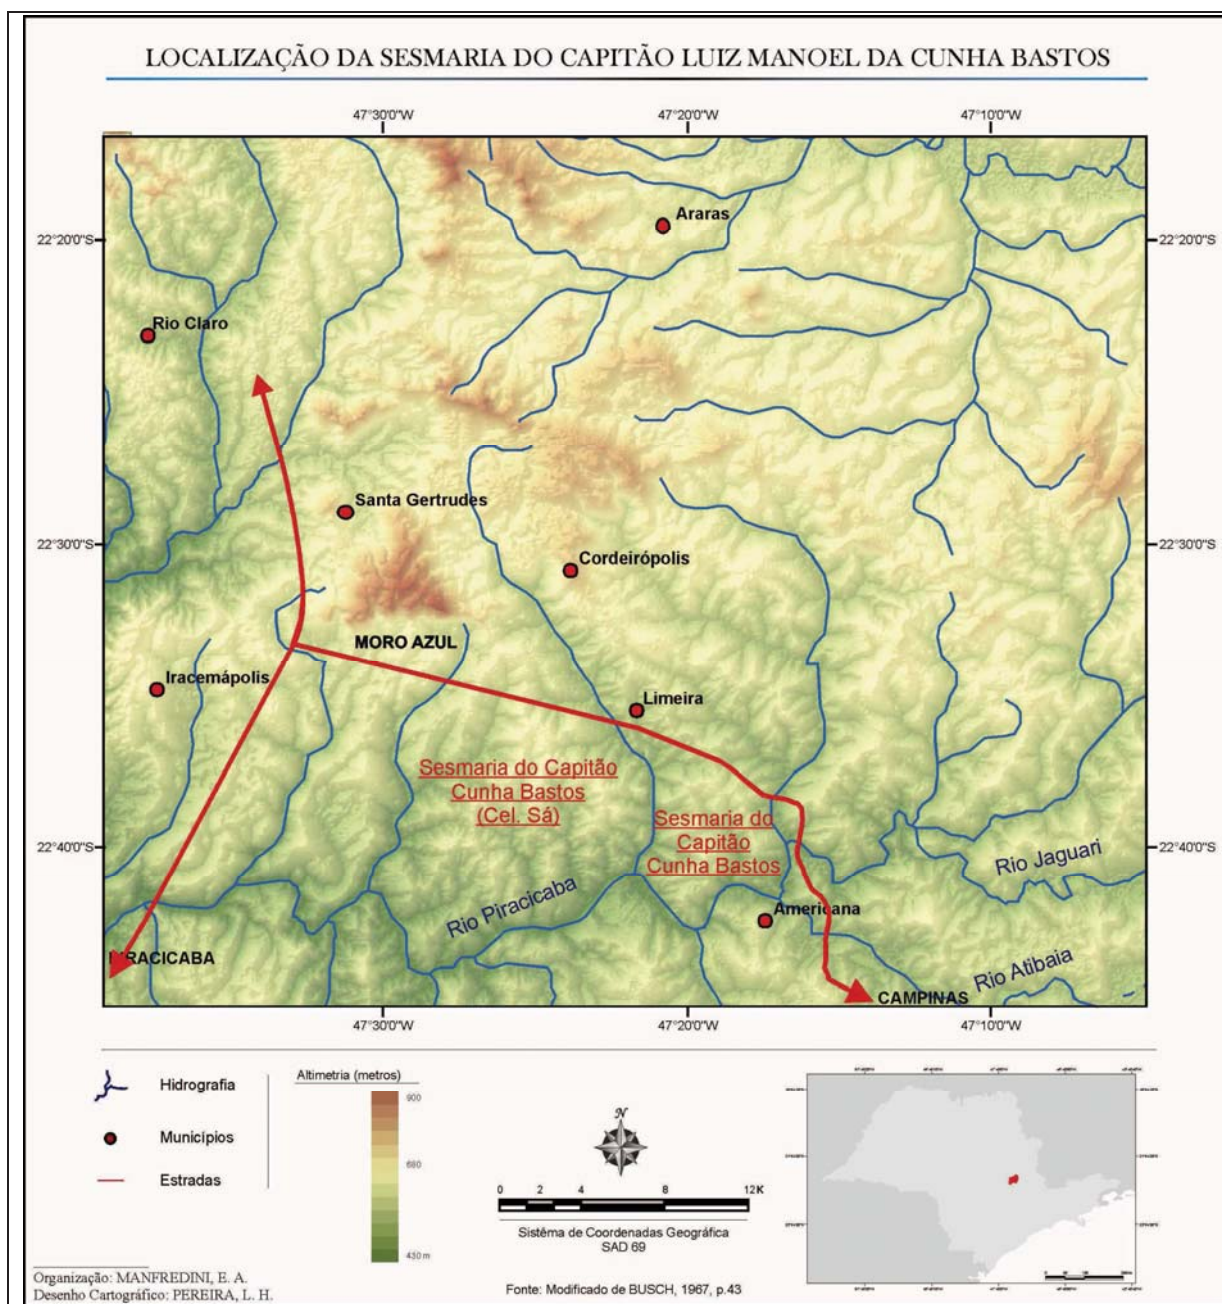 LOCALIZAÇÃO DA SESMARIA DO CAPITÃO LUIZ MANOEL DA CUNHA BASTOS
47°30'0"W
47°20'0"W
47°10'0"W
Araras
22°20'0"S
22°20'0"S
Rio Claro
Santa Gertrudes
22°30'0"S
22°30'0"S
Cordeirópolis
MORO AZUL
Iracemápolis
Limeira
Sesmaria do Capitão
Cunha Bastos
(Cel. Sá)
Sesmaria do
Capitão
Cunha Bastos
22°40'0"S
22°40'0"S
Rio Jaguari
Rio Piracicaba
Americana
PIRACICABA
Rio Atibaia
CAMPINAS
47°30'0"W
47°20'0"W
47°10'0"W
Hidrografia
Municípios
Estradas
Altimetria (metros)
900
680
430 m
N
0 2 4 8 12K
Sistêma de Coordenadas Geográfica
SAD 69
Fonte: Modificado de BUSCH, 1967, p.43
Organização: MANFREDINI, E. A.
Desenho Cartográfico: PEREIRA, L. H.